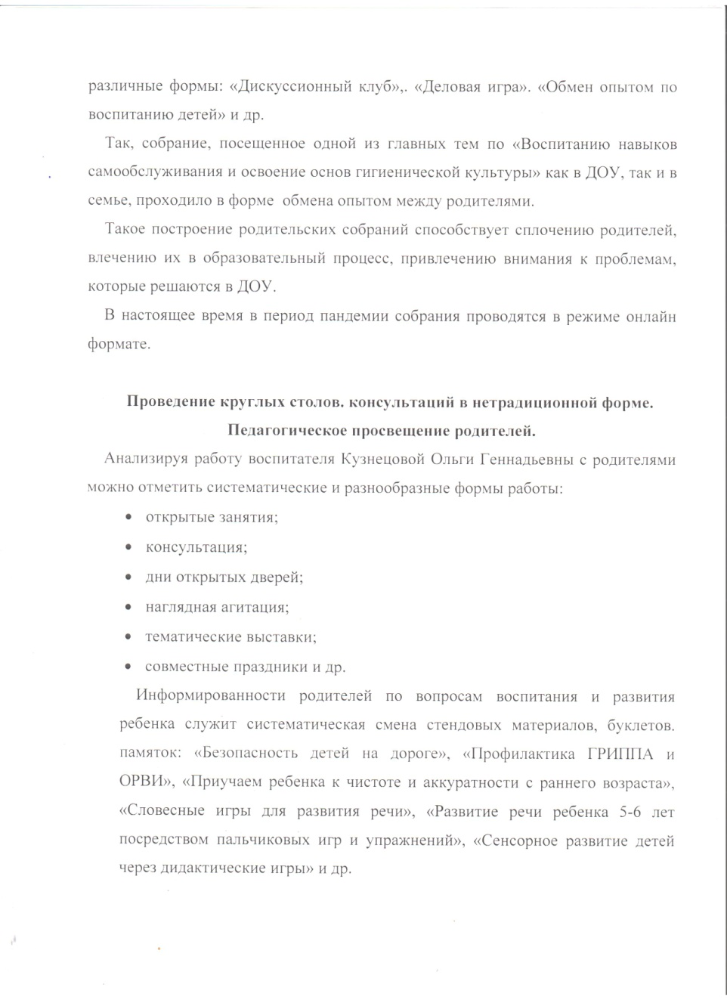 различные формы: «Дискуссионный клуб»,. «Деловая игра». «Обмен опытом по
воспитанию детей» и др.
Так, собрание, посещенное одной из главных тем по «Воспитанию навыков
самообслуживания и освоение основ гигиенической культуры» как в ДОУ, так и в
семье, проходило в форме обмена опытом между родителями.
Такое построение родительских собраний способствует сплочению родителей,
влечению их в образовательный процесс, привлечению внимания к проблемам,
которые решаются в ДОУ.
В настоящее время в период пандемии собрания проводятся в режиме онлайн
формате.
Проведение круглых столов. консультаций в нетрадиционной форме.
Педагогическое просвещение родителей.
Анализируя работу воспитателя Кузнецовой Ольги Геннадьевны с родителями
можно отметить систематические и разнообразные формы работы:
• открытые занятия;
• консультация;
• дни открытых дверей;
• наглядная агитация;
• тематические выставки;
• совместные праздники и др.
Информированности родителей по вопросам воспитания и развития
ребенка служит систематическая смена стендовых материалов, буклетов.
памяток: «Безопасность детей на дороге», «Профилактика ГРИППА и
ОРВИ», «Приучаем ребенка к чистоте и аккуратности с раннего возраста»,
«Словесные игры для развития речи», «Развитие речи ребенка 5-6 лет
посредством пальчиковых игр и упражнений», «Сенсорное развитие детей
через дидактические игры» и др.